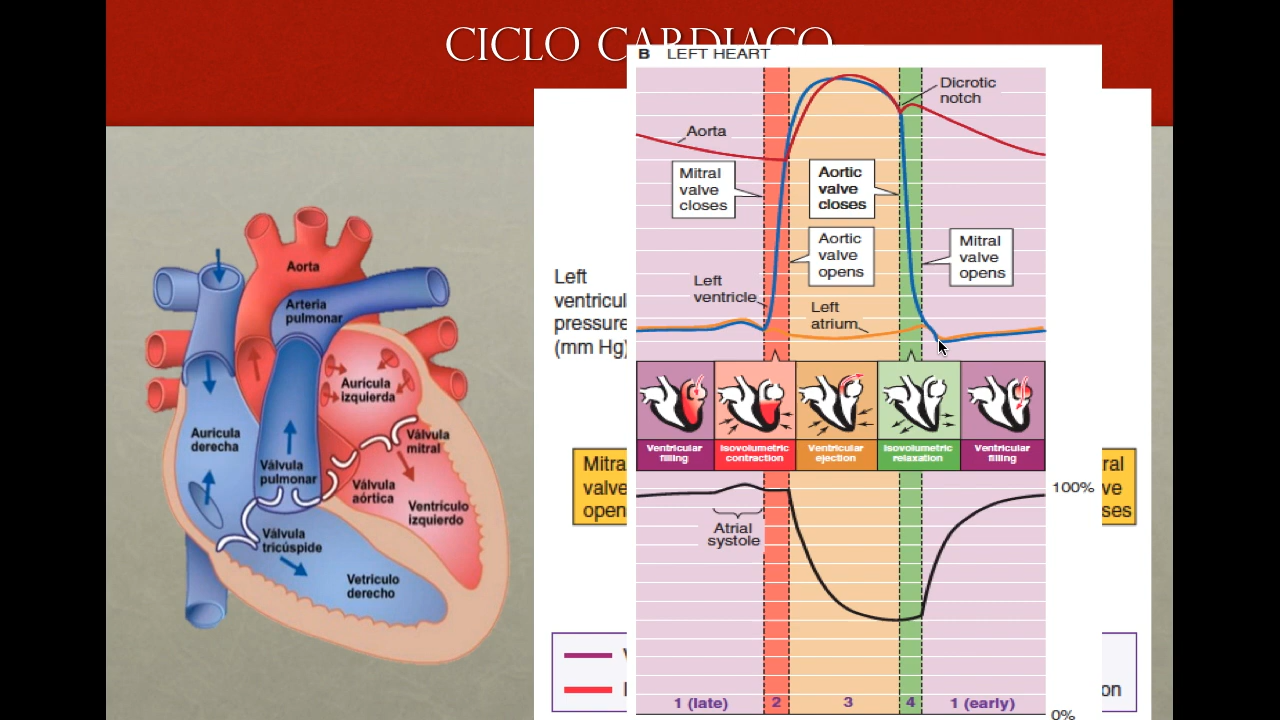 CICLO CARDIACO
B LEFT HEART
Dicrotic
notch
Aorta
Mitral
valve
closes
Aortic
valve
closes
Aortic
valve
opens
Mitral
valve
opens
Left
ventricle
Left
atrium
Left
ventricul
pressure
(mm Hg)
Ventricular
filling
Isovolumetric
contraction
Ventricular
ejection
Isovolumetric
relaxation
Ventricular
filling
Mitra
valve
open
ral
ve
ses
100%
Atrial
systole
on
1 (late)
2
3
4
1 (early)
0%
Aorta
Arteria
pulmonar
Aurícula
izquierda
Auricula
derecha
Válvula
mitral
Válvula
pulmonar
Válvula
aórtica
Ventrículo
izquierdo
Válvula
tricúspide
Vetriculo
derecho